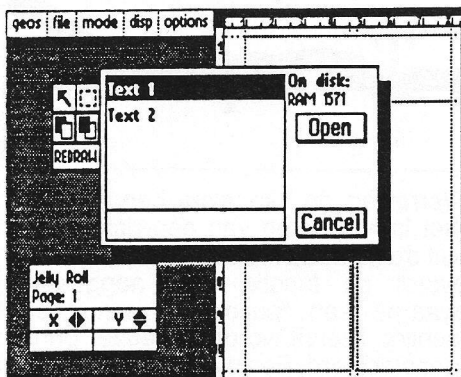 geos file mode disp options
Text 1
Text 2
On disk:
RAM 1571
Open
Cancel
REDRAW
Jelly Roll
Page: 1
X Y